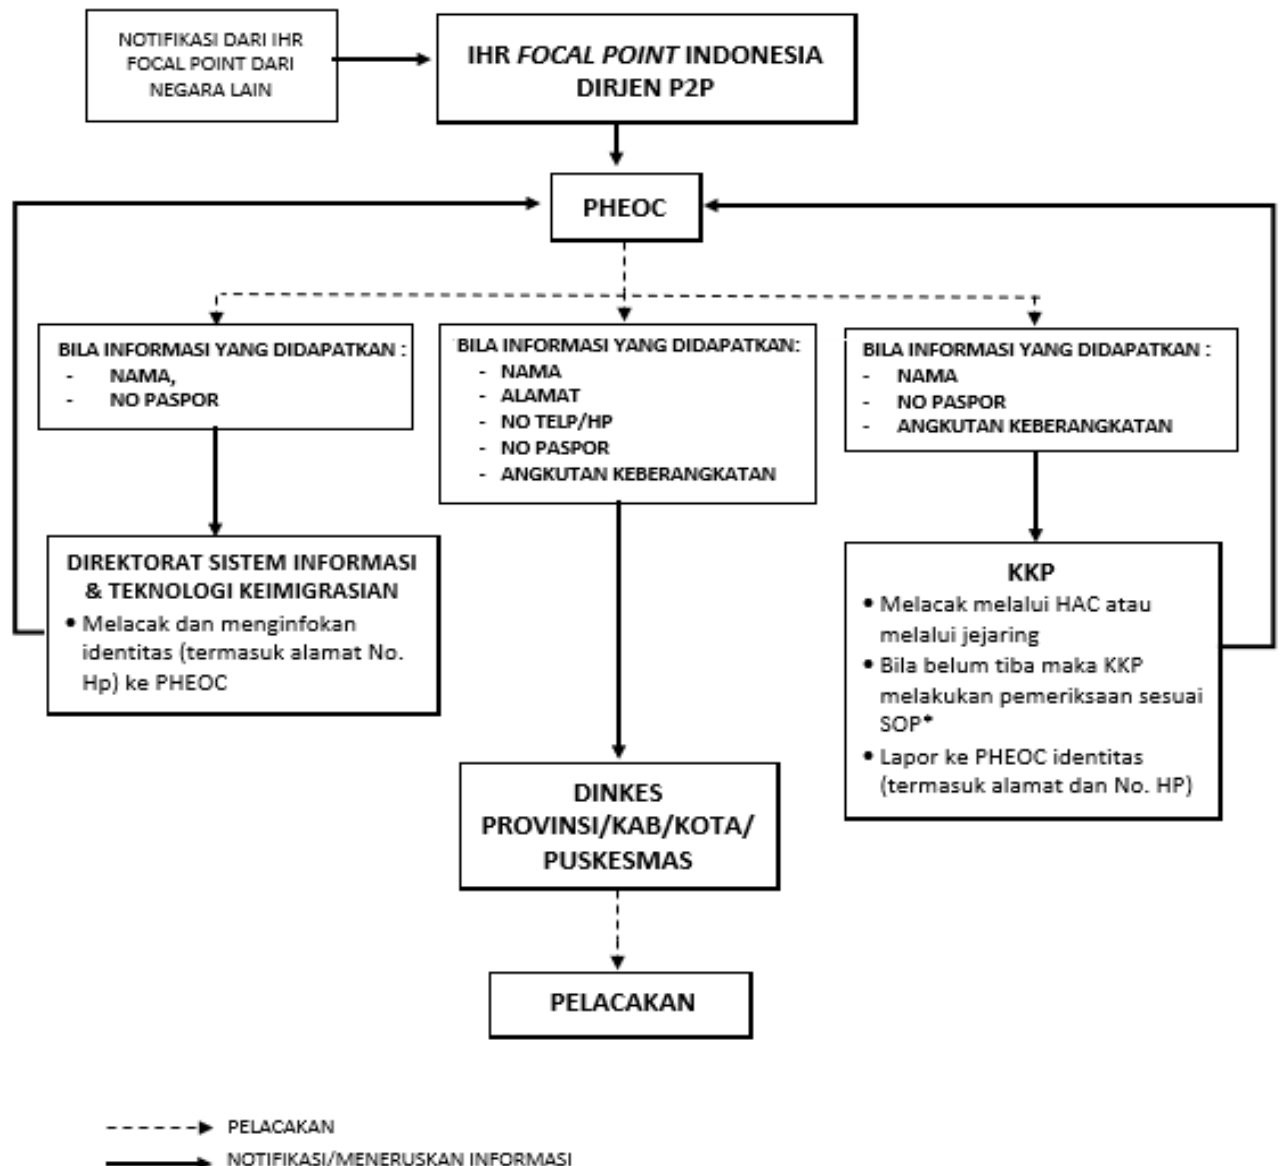 NOTIFIKASI DARI IHR
FOCAL POINT DARI
NEGARA LAIN
IHR FOCAL POINT INDONESIA
DIRJEN P2P
PHEOC
BILA INFORMASI YANG DIDAPATKAN :
- NAMA,
- NO PASPOR
BILA INFORMASI YANG DIDAPATKAN:
- NAMA
- ALAMAT
- NO TELP/HP
- NO PASPOR
- ANGKUTAN KEBERANGKATAN
BILA INFORMASI YANG DIDAPATKAN :
- NAMA
- NO PASPOR
- ANGKUTAN KEBERANGKATAN
DIREKTORAT SISTEM INFORMASI
& TEKNOLOGI KEIMIGRASIAN
• Melacak dan menginfokan
identitas (termasuk alamat No.
Hp) ke PHEOC
KKP
• Melacak melalui HAC atau
melalui jejaring
• Bila belum tiba maka KKP
melakukan pemeriksaan sesuai
SOP*
• Lapor ke PHEOC identitas
(termasuk alamat dan No. HP)
DINKES
PROVINSI/KAB/KOTA/
PUSKESMAS
PELACAKAN
PELACAKAN
NOTIFIKASI/MENERUSKAN INFORMASI